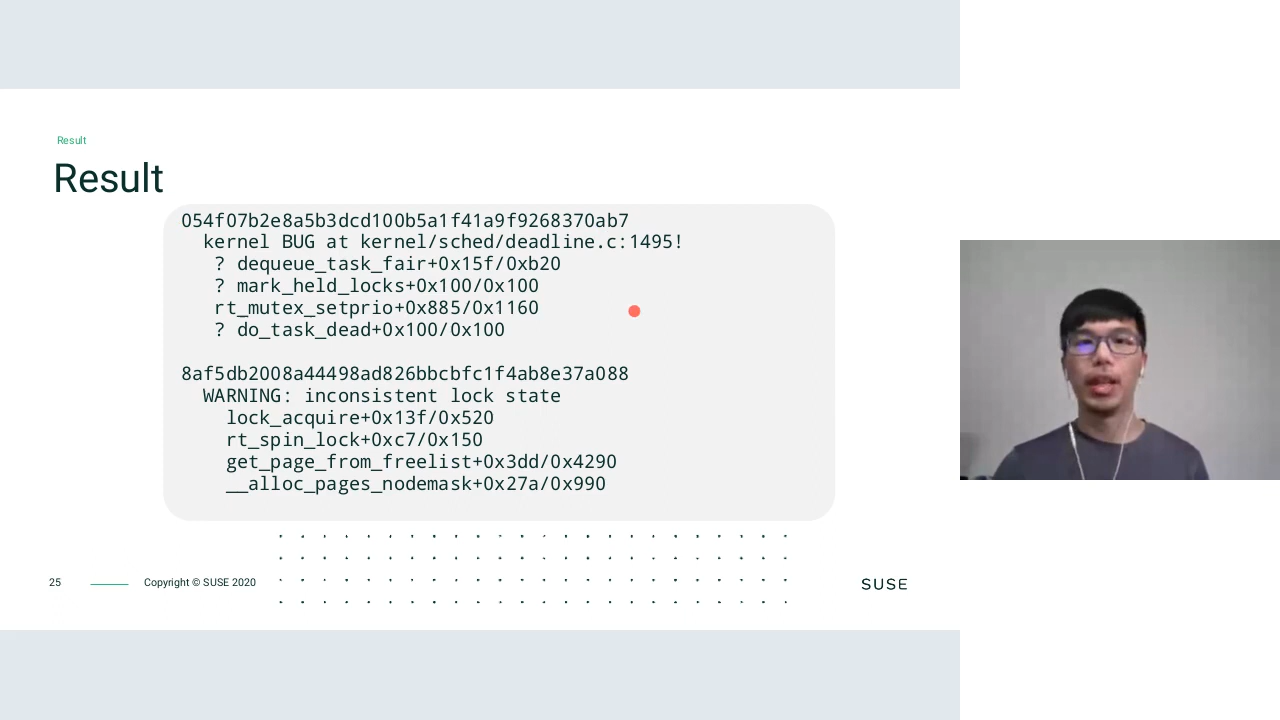 Result
Result
054f07b2e8a5b3dcd100b5a1f41a9f9268370ab7
kernel BUG at kernel/sched/deadline.c:1495!
? dequeue_task_fair+0x15f/0xb20
? mark_held_locks+0x100/0x100
rt_mutex_setprio+0x885/0x1160
? do_task_dead+0x100/0x100
8af5db2008a44498ad826bbcbfc1f4ab8e37a088
WARNING: inconsistent lock state
lock_acquire+0x13f/0x520
rt_spin_lock+0xc7/0x150
get_page_from_freelist+0x3dd/0x4290
__alloc_pages_nodemask+0x27a/0x990
25
Copyright © SUSE 2020
SUSE